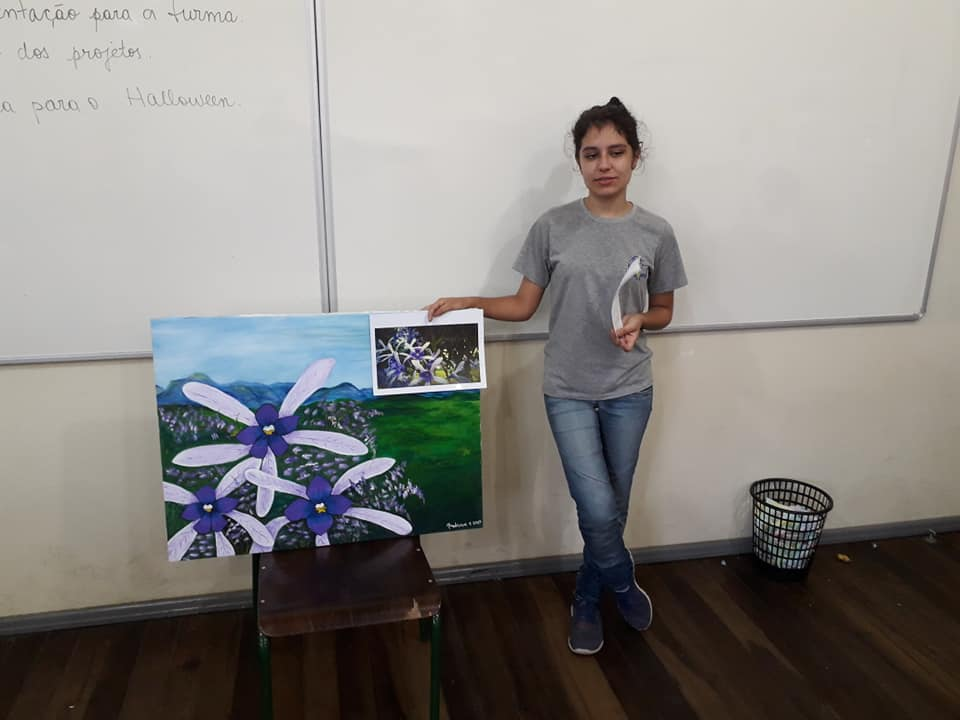 ntação para a turma.
dos projetos.
a para o Halloween.